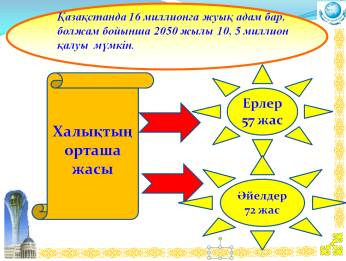 Қазақстанда 16 миллионға жуық адам бар,
болжам бойынша 2050 жылы 10, 5 миллион
қалуы мүмкін.
Халықтың
орташа
жасы
Ерлер
57 жас
Әйелдер
72 жас